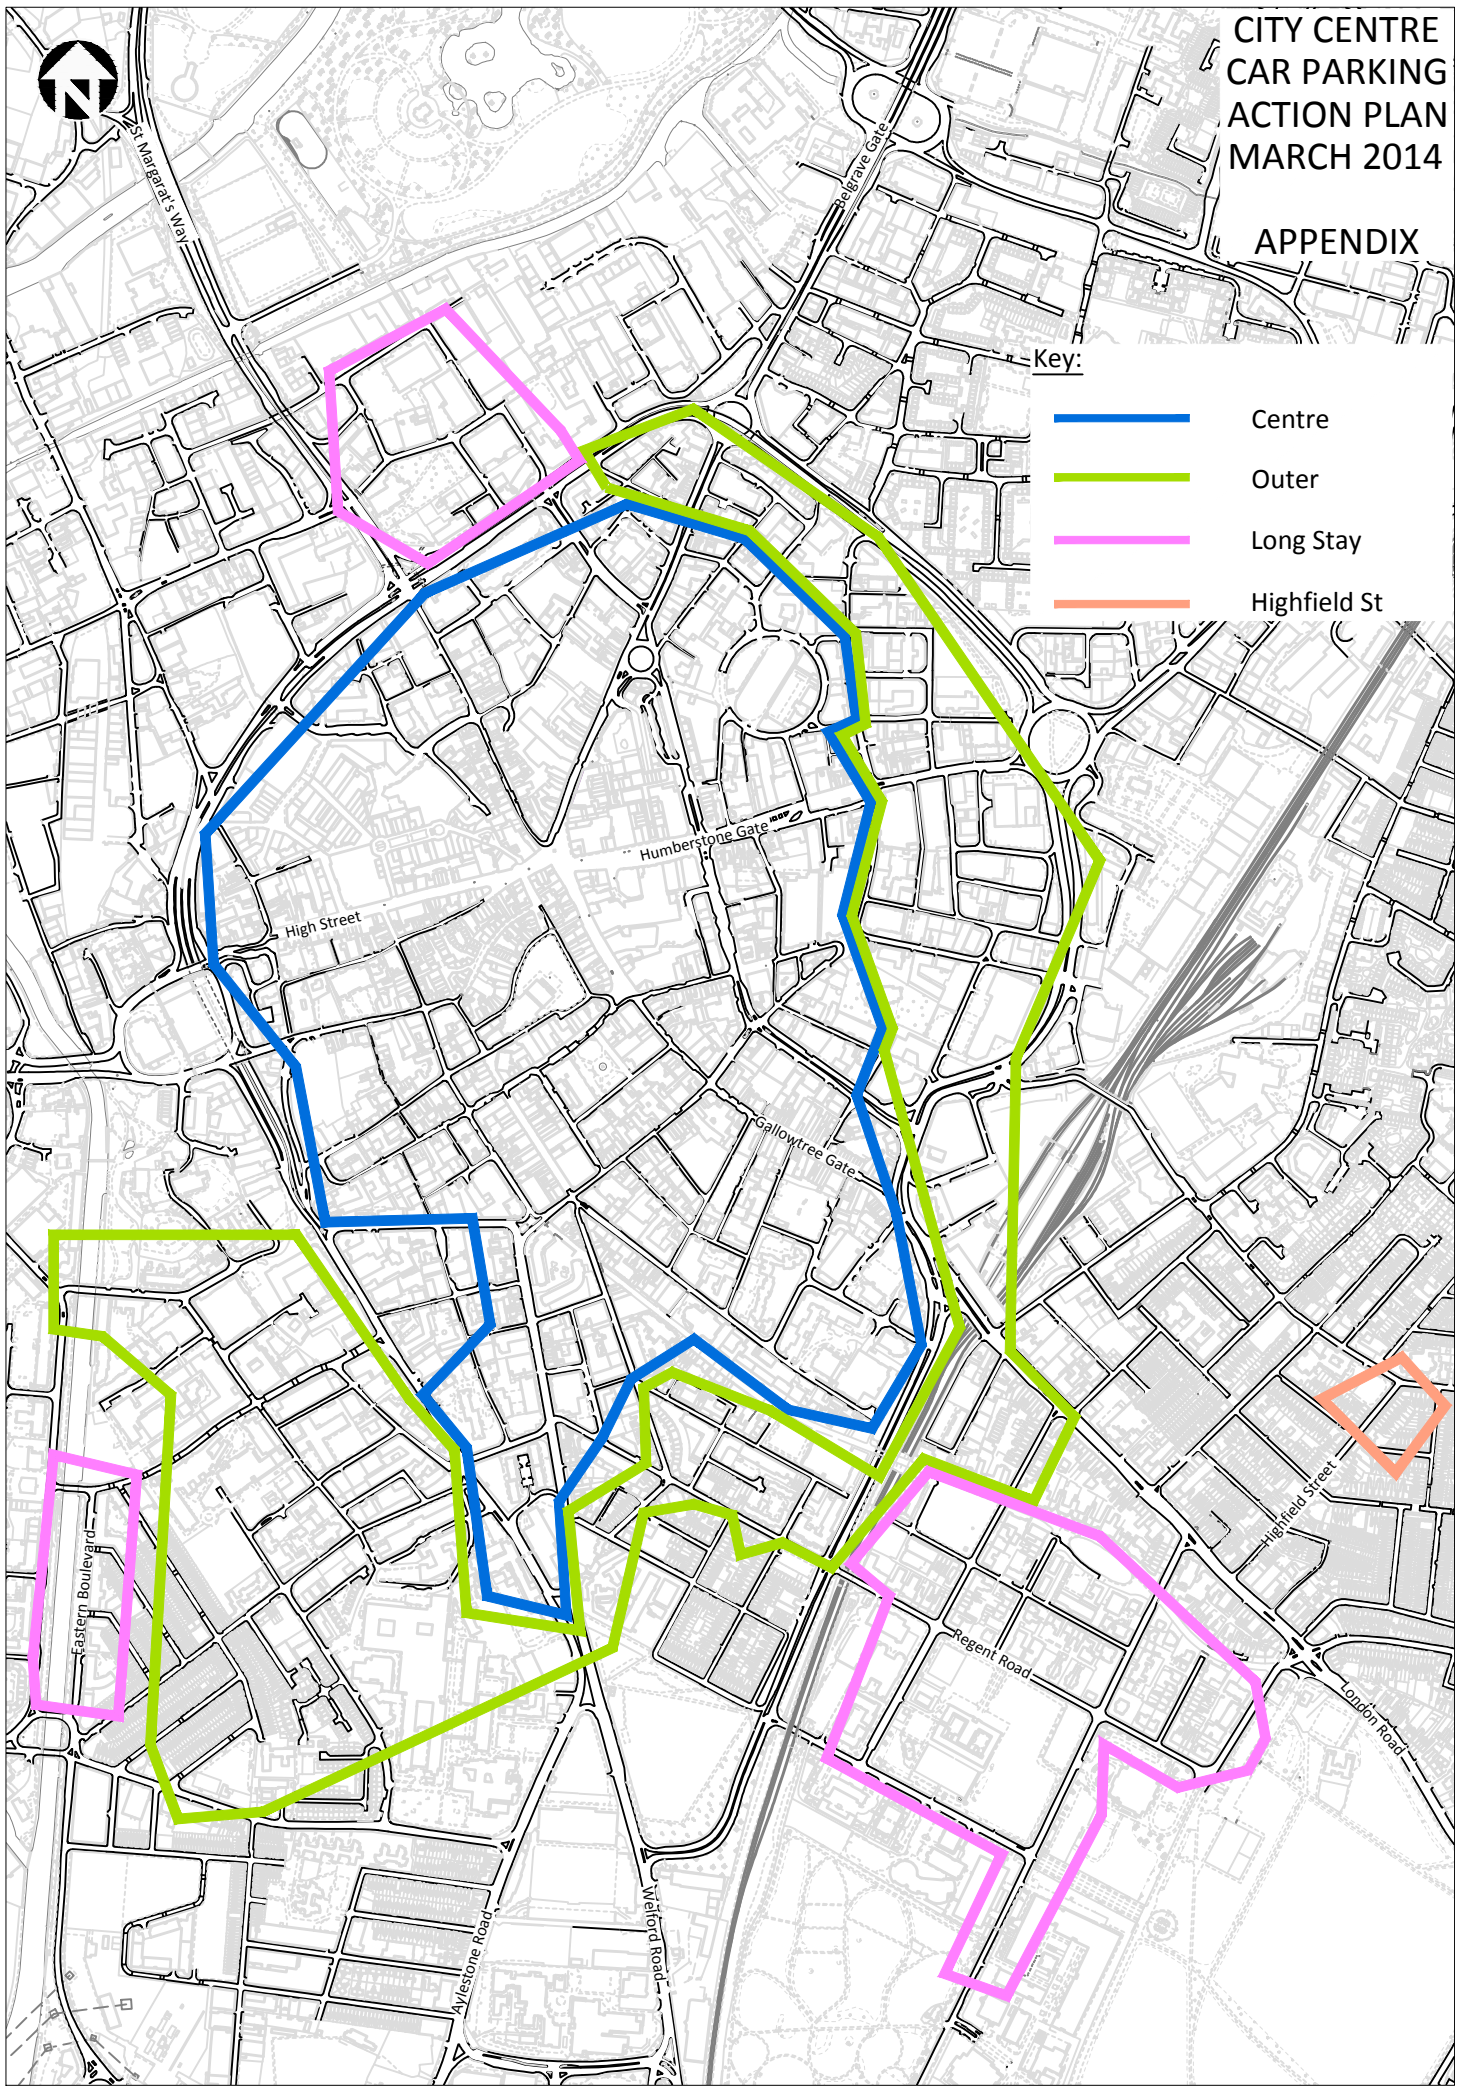 CITY CENTRE
CAR PARKING
ACTION PLAN
MARCH 2014
APPENDIX
N
St Margarat's Way
Belgrave Gate
Key:
Centre
Outer
Long Stay
Highfield St
Humberstone Gate
High Street
Gallowtree Gate
Highfield Street
Eastern Boulevard
Regent Road
London Road
Welford Road
Aylestone Road